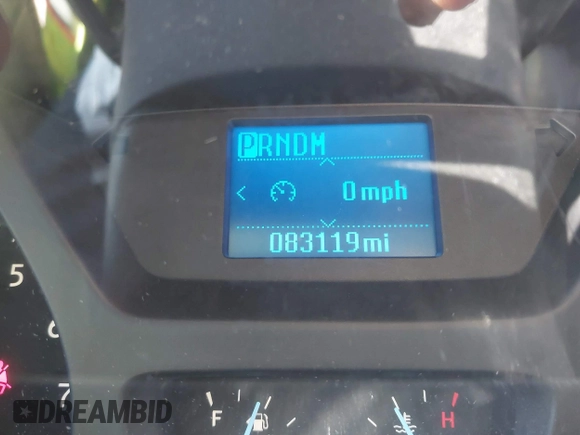 PRNDM
< 0 mph
083119mi
5
6
7
F
H
DREAMBID